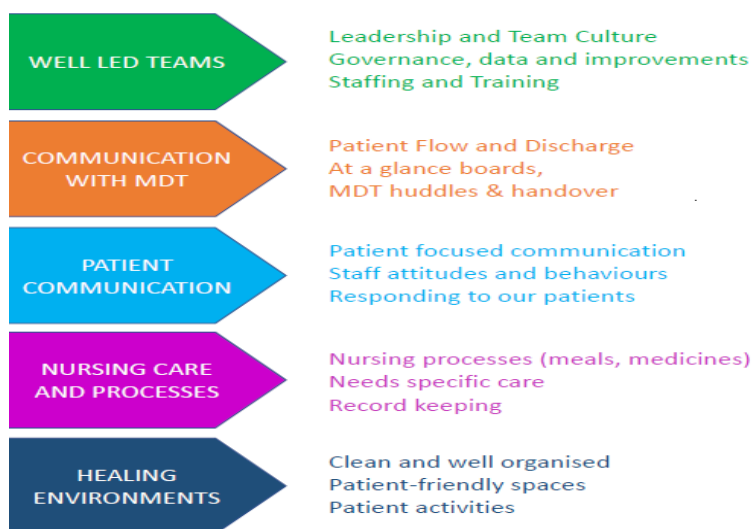 WELL LED TEAMS
Leadership and Team Culture
Governance, data and improvements
Staffing and Training
COMMUNICATION
WITH MDT
Patient Flow and Discharge
At a glance boards,
MDT huddles & handover
PATIENT
COMMUNICATION
Patient focused communication
Staff attitudes and behaviours
Responding to our patients
NURSING CARE
AND PROCESSES
Nursing processes (meals, medicines)
Needs specific care
Record keeping
HEALING
ENVIRONMENTS
Clean and well organised
Patient-friendly spaces
Patient activities